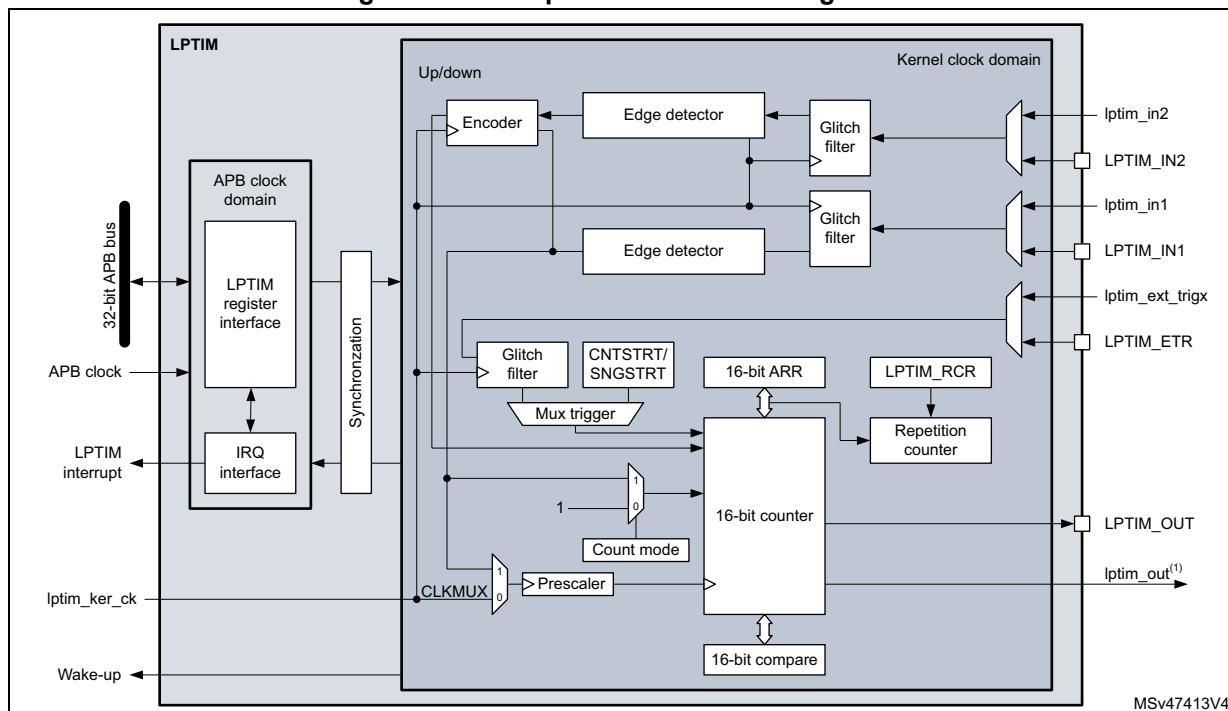 LPTIM
Kernel clock domain
Up/down
Encoder
Edge detector
Glitch
filter
lptim_in2
LPTIM_IN2
APB clock
domain
Glitch
filter
lptim_in1
LPTIM_IN1
Edge detector
32-bit APB bus
LPTIM
register
interface
Synchronization
lptim_ext_trigx
LPTIM_ETR
APB clock
Glitch
filter
CNTSTRT/
SNGSTRT
16-bit ARR
LPTIM_RCR
Mux trigger
Repetition
counter
LPTIM
interrupt
IRQ
interface
1
0
1
16-bit counter
LPTIM_OUT
Count mode
lptim_out(1)
1
0
CLKMUX
Prescaler
lptim_ker_ck
16-bit compare
Wake-up
MSv47413V4